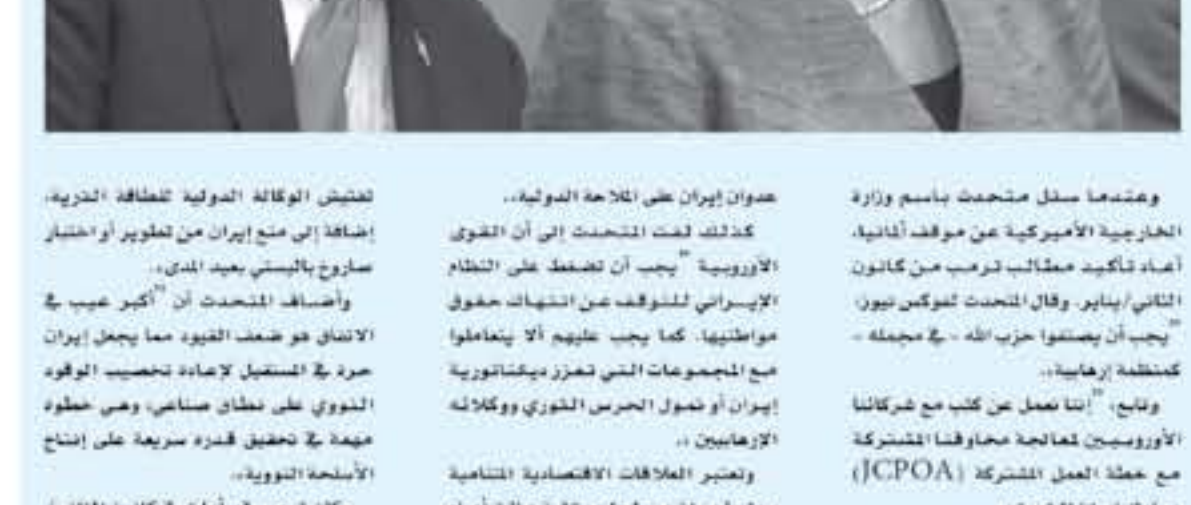 وعندما سئل متحدث باسم وزارة
الخارجية الأميركية عن موقف ألمانيا،
أعاد تأكيد مطالب ترمب من كانون
الثاني/يناير. وقال المتحدث لفوكس نيوز:
"يجب أن يصنفوا حزب الله - في مجمله -
كمنظمة إرهابية،.
وتابع، "إننا نعمل عن كثب مع شركائنا
الأوروبيين لمعالجة مخاوفنا المشتركة
مع خطة العمل المشتركة (JCPOA)
عدوان إيران على الملاحة الدولية،.
كذلك لفت المتحدث إلى أن القوى
الأوروبية "يجب أن تضغط على النظام
الإيراني للتوقف عن انتهاك حقوق
مواطنيها. كما يجب عليهم ألا يتعاملوا
مع المجموعات التي تعزز ديكتاتورية
إيران أو تمول الحرس الثوري ووكلائه
الإرهابيين،.
وتعتبر العلاقات الاقتصادية المتنامية
تفتيش الوكالة الدولية للطاقة الذرية،
إضافة إلى منع إيران من تطوير أو اختبار
صاروخ باليستي بعيد المدى،.
وأضاف المتحدث أن "أكبر عيب في
الاتفاق هو ضعف القيود مما يجعل إيران
حرة في المستقبل لإعادة تخصيب الوقود
النووي على نطاق صناعي، وهي خطوة
مهمة في تحقيق قدرة سريعة على إنتاج
الأسلحة النووية،.